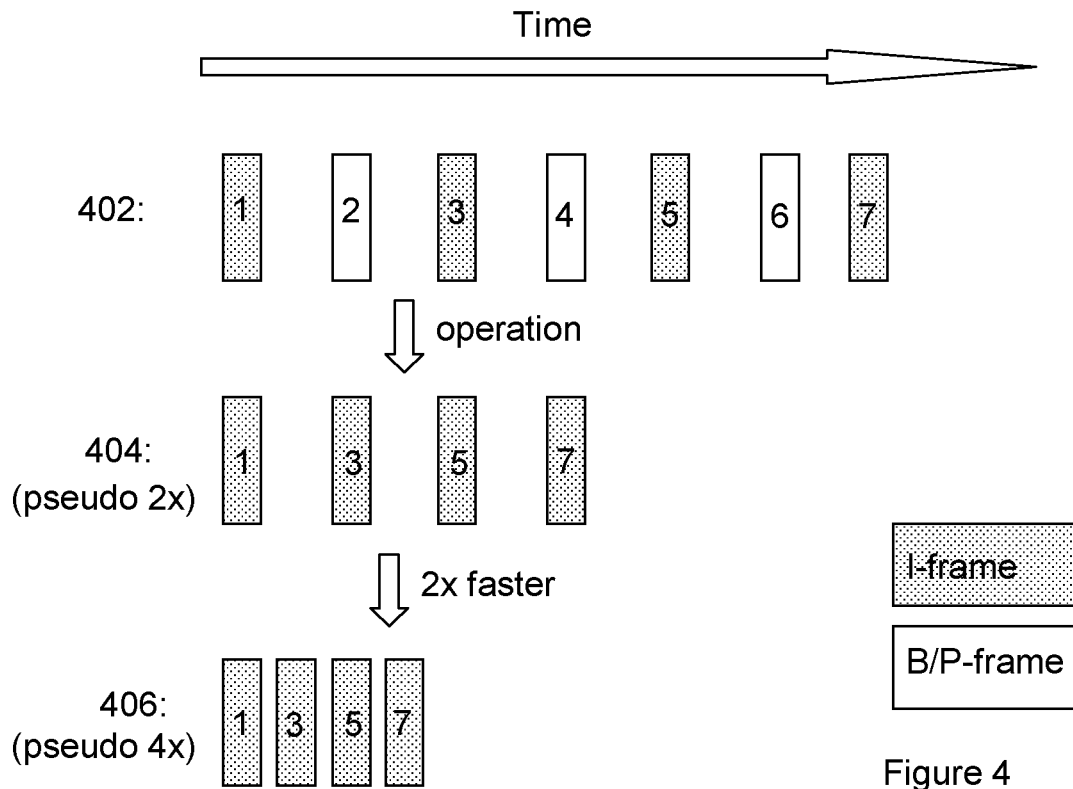 Time
402:
1 2 3 4 5 6 7
operation
404:
(pseudo 2x)
1 3 5 7
2x faster
406:
(pseudo 4x)
1 3 5 7
I-frame
B/P-frame
Figure 4